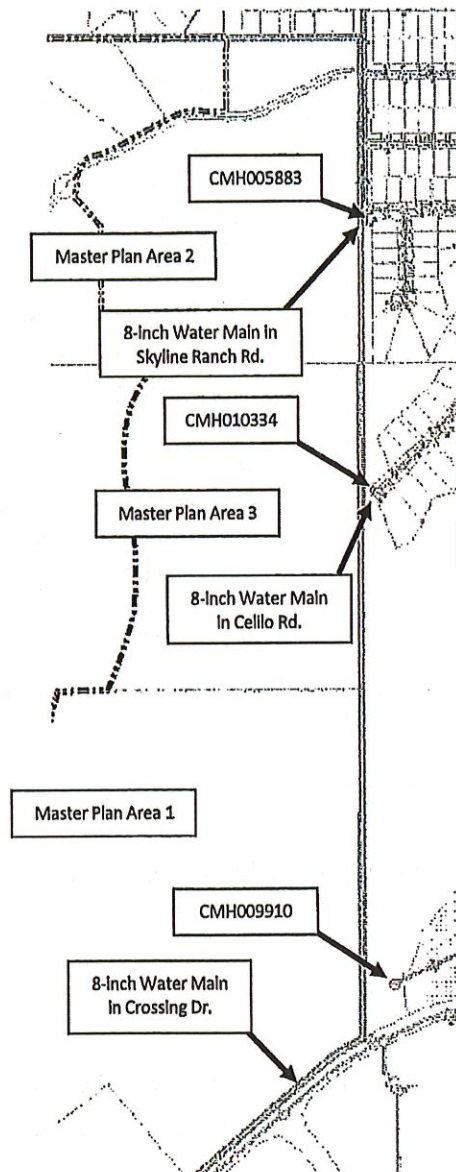 CMH005883
Master Plan Area 2
8-Inch Water Main in
Skyline Ranch Rd.
CMH010334
Master Plan Area 3
8-Inch Water Main
in Celilo Rd.
Master Plan Area 1
CMH009910
8-Inch Water Main
in Crossing Dr.